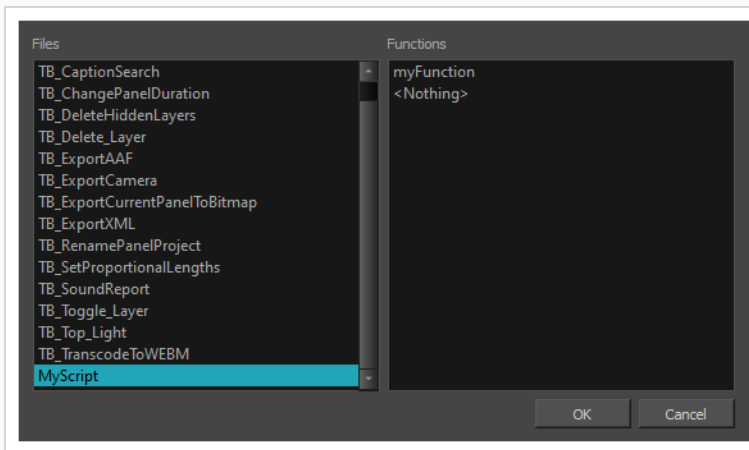 Files
TB_CaptionSearch
TB_ChangePanelDuration
TB_DeleteHiddenLayers
TB_Delete_Layer
TB_ExportAAF
TB_ExportCamera
TB_ExportCurrentPanelToBitmap
TB_ExportXML
TB_RenamePanelProject
TB_SetProportionalLengths
TB_SoundReport
TB_Toggle_Layer
TB_Top_Light
TB_TranscodeToWEBM
MyScript
Functions
myFunction
<Nothing>
OK
Cancel